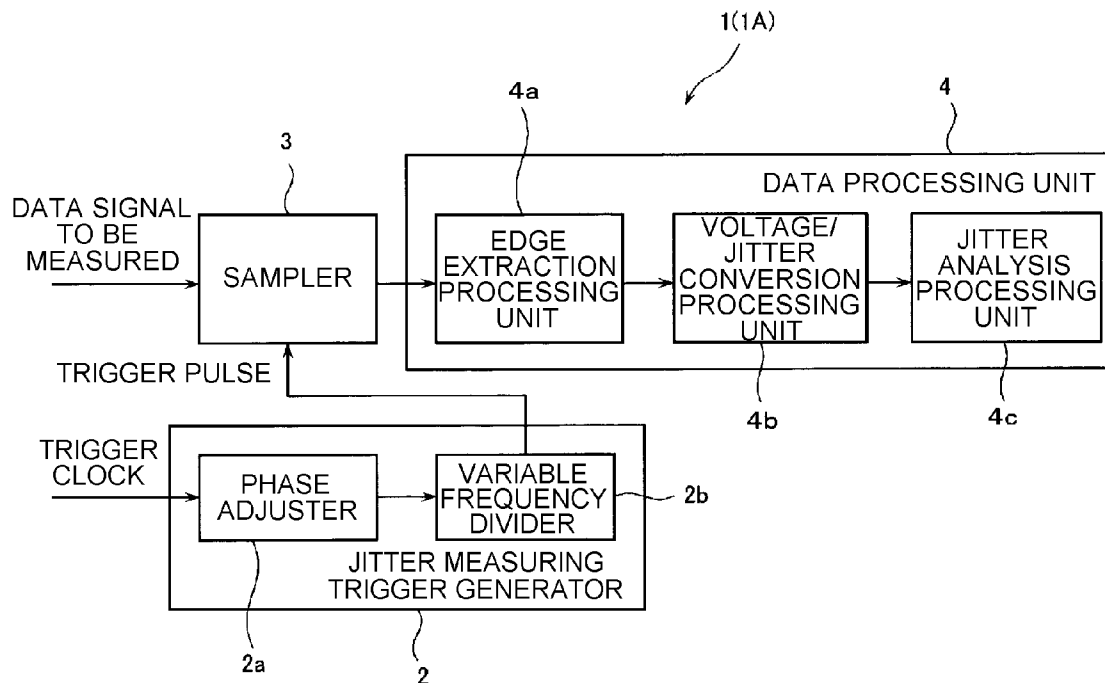 1(1A)
4a
4
3
DATA PROCESSING UNIT
DATA SIGNAL
TO BE
MEASURED
SAMPLER
EDGE
EXTRACTION
PROCESSING
UNIT
VOLTAGE/
JITTER
CONVERSION
PROCESSING
UNIT
JITTER
ANALYSIS
PROCESSING
UNIT
TRIGGER PULSE
4b
4c
TRIGGER
CLOCK
PHASE
ADJUSTER
VARIABLE
FREQUENCY
DIVIDER
2b
JITTER MEASURING
TRIGGER GENERATOR
2a
2